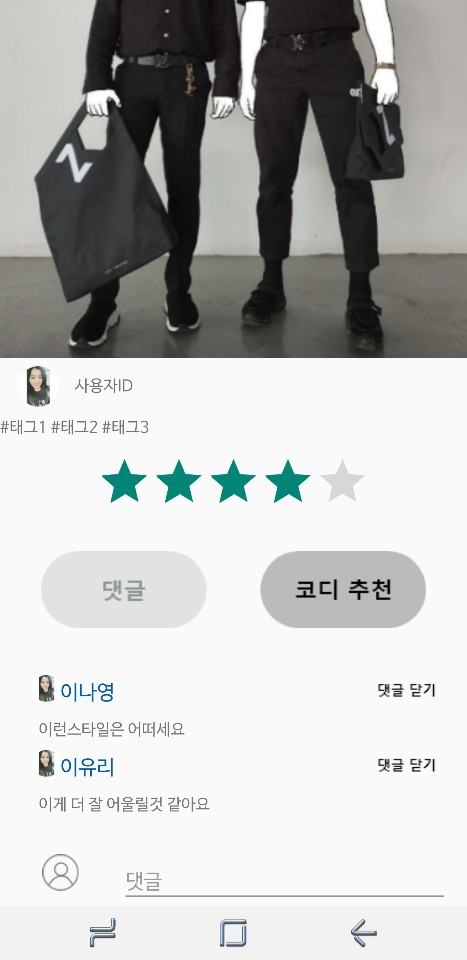 Z
사용자ID
#태그1 #태그2 #태그3
댓글
코디 추천
이나영
댓글 닫기
이런스타일은 어떠세요
이유리
댓글 닫기
이게 더 잘 어울릴것 같아요
댓글